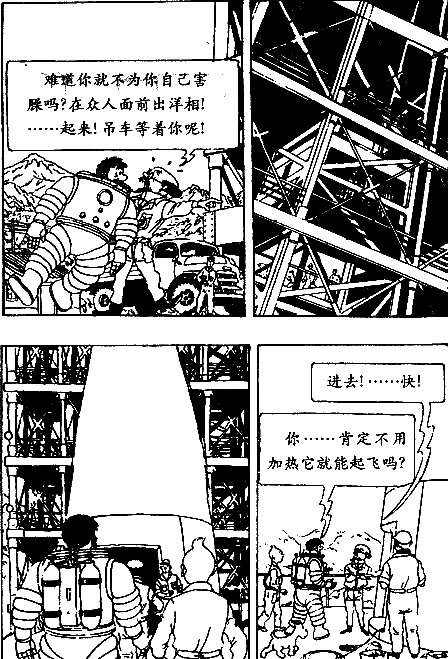 难道你就不为你自己害
臊吗?在众人面前出洋相!
……起来!吊车等着你呢!
进去!……快!
你……肯定不用
加热它就能起飞吗?